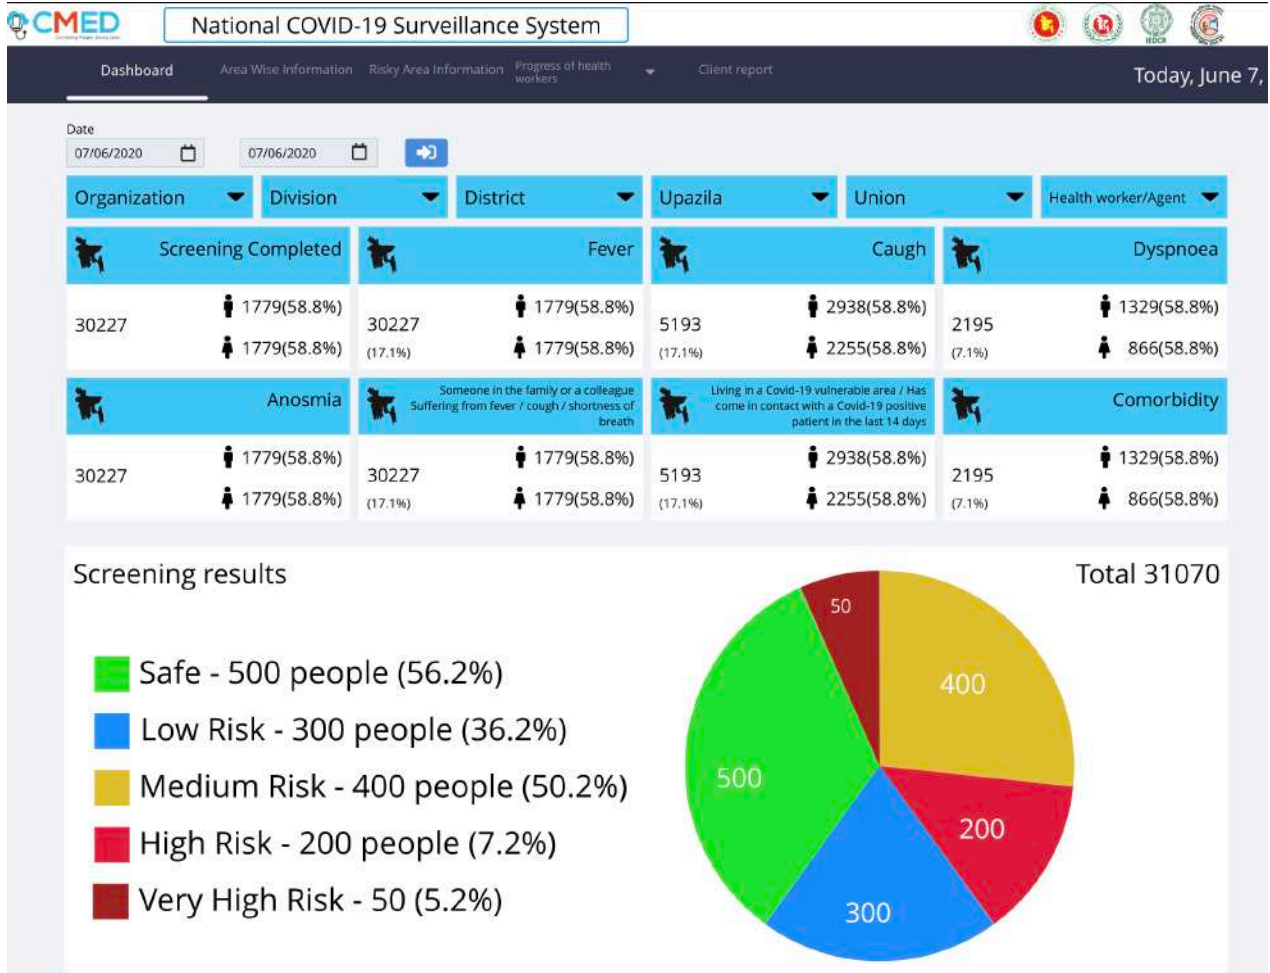 CMED
National COVID-19 Surveillance System
IEDCR
Dashboard
Area Wise Information
Risky Area Information
Progress of health
workers
Client report
Today, June 7,
Date
07/06/2020
07/06/2020
Organization
Division
District
Upazila
Union
Health worker/Agent
Screening Completed
30227
1779(58.8%)
1779(58.8%)
Fever
30227
(17.1%)
1779(58.8%)
1779(58.8%)
Caugh
5193
(17.1%)
2938(58.8%)
2255(58.8%)
Dyspnoea
2195
(7.1%)
1329(58.8%)
866(58.8%)
Anosmia
30227
1779(58.8%)
1779(58.8%)
Someone in the family or a colleague
Suffering from fever / cough / shortness of
breath
30227
(17.1%)
1779(58.8%)
1779(58.8%)
Living in a Covid-19 vulnerable area / Has
come in contact with a Covid-19 positive
patient in the last 14 days
5193
(17.1%)
2938(58.8%)
2255(58.8%)
Comorbidity
2195
(7.1%)
1329(58.8%)
866(58.8%)
Screening results
Total 31070
Safe - 500 people (56.2%)
Low Risk - 300 people (36.2%)
Medium Risk - 400 people (50.2%)
High Risk - 200 people (7.2%)
Very High Risk - 50 (5.2%)
50
400
500
200
300